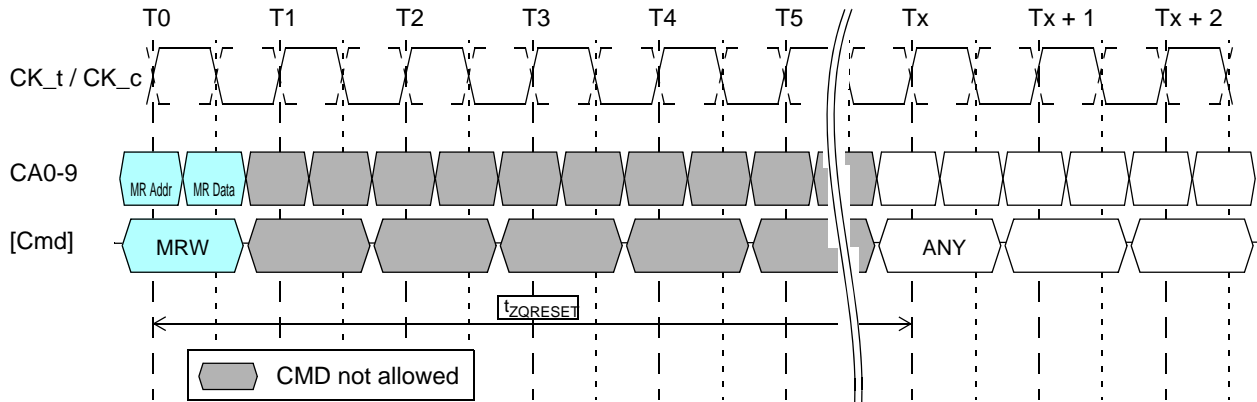 T0 T1 T2 T3 T4 T5 Tx Tx + 1 Tx + 2
CK_t / CK_c
CA0-9 MR Addr MR Data
[Cmd] MRW ANY
tZQRESET
CMD not allowed